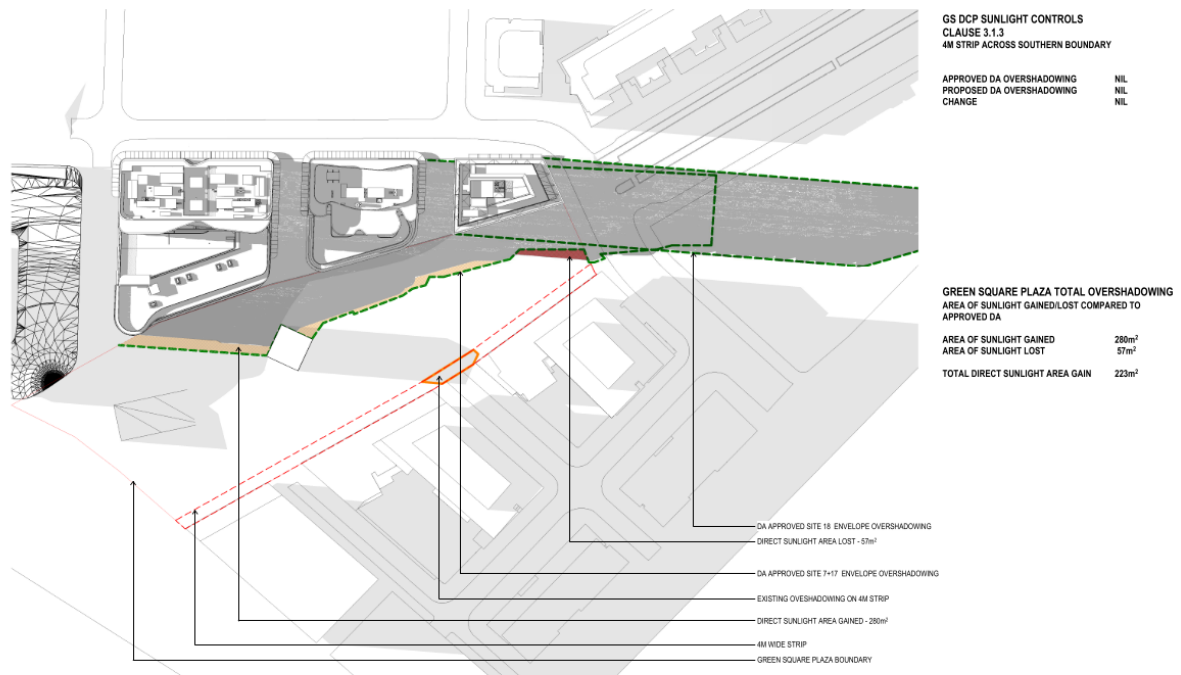 GS DCP SUNLIGHT CONTROLS
CLAUSE 3.1.3
4M STRIP ACROSS SOUTHERN BOUNDARY
APPROVED DA OVERSHADOWING NIL
PROPOSED DA OVERSHADOWING NIL
CHANGE NIL
GREEN SQUARE PLAZA TOTAL OVERSHADOWING
AREA OF SUNLIGHT GAINED/LOST COMPARED TO
APPROVED DA
AREA OF SUNLIGHT GAINED 280m²
AREA OF SUNLIGHT LOST 57m²
TOTAL DIRECT SUNLIGHT AREA GAIN 223m²
DA APPROVED SITE 18 ENVELOPE OVERSHADOWING
DIRECT SUNLIGHT AREA LOST - 57m²
DA APPROVED SITE 7+17 ENVELOPE OVERSHADOWING
EXISTING OVESHADOWING ON 4M STRIP
DIRECT SUNLIGHT AREA GAINED - 280m²
4M WIDE STRIP
GREEN SQUARE PLAZA BOUNDARY